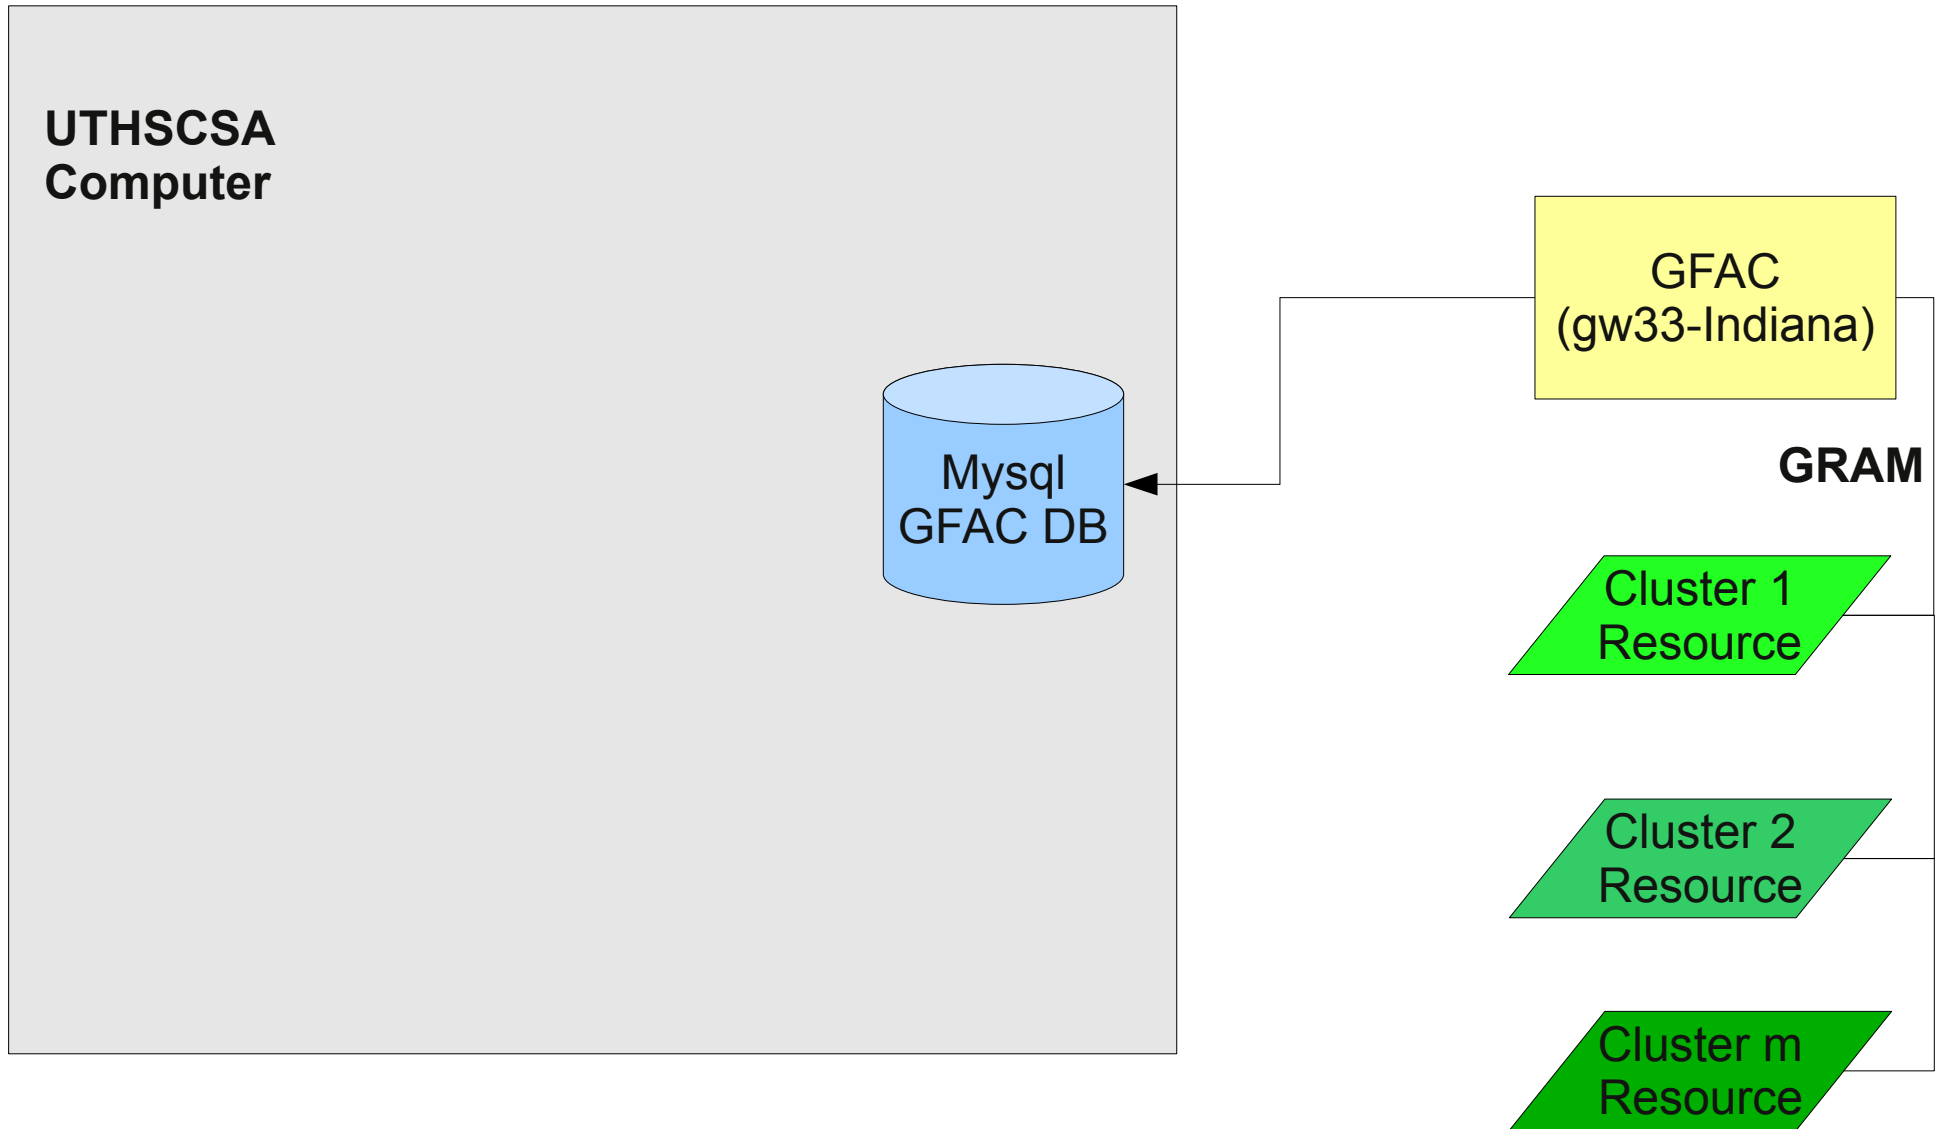 UTHSCSA
Computer
GFAC
(gw33-Indiana)
Mysql
GFAC DB
GRAM
Cluster 1
Resource
Cluster 2
Resource
Cluster m
Resource